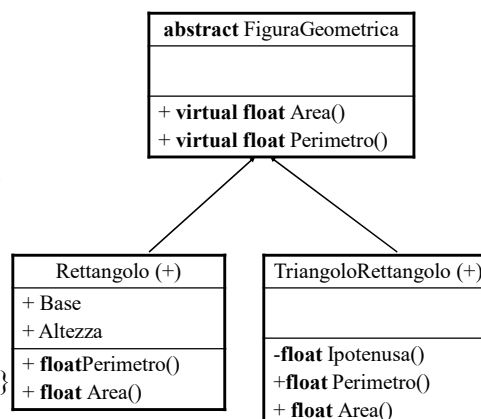 abstract FiguraGeometrica
+ virtual float Area()
+ virtual float Perimetro()
Rettangolo (+)
+ Base
+ Altezza
+ floatPerimetro()
+ float Area()
}
TriangoloRettangolo (+)
-float Ipotenusa()
+float Perimetro()
+ float Area()